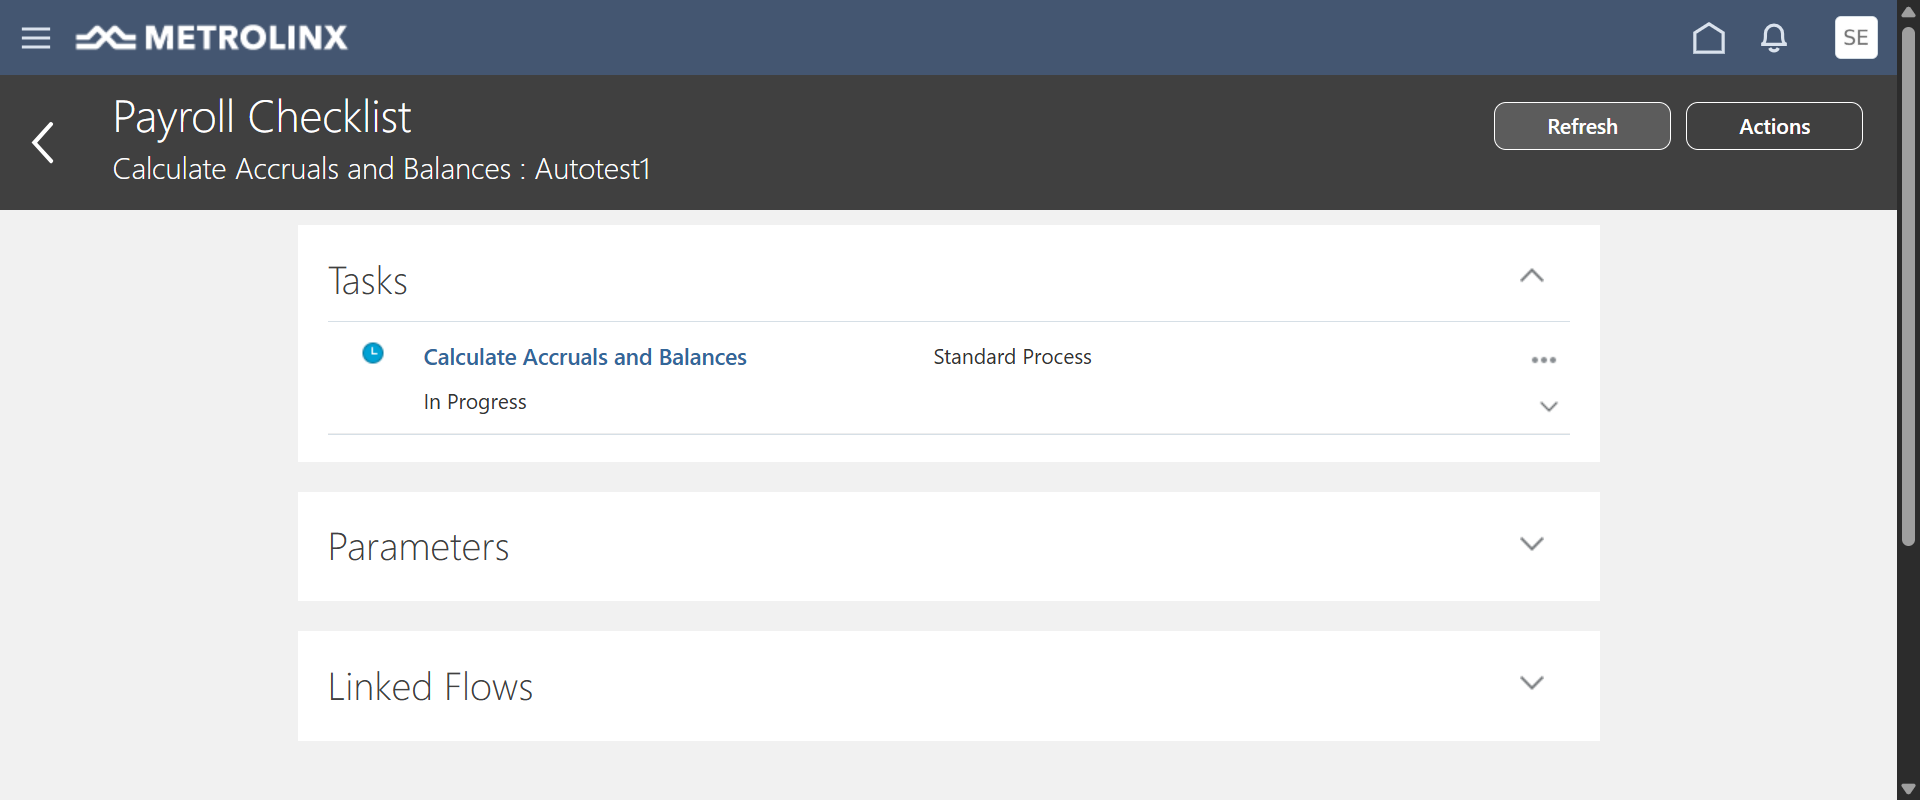 METROLINX
SE
Payroll Checklist
Calculate Accruals and Balances : Autotest1
Refresh
Actions
Tasks
Calculate Accruals and Balances
Standard Process
In Progress
Parameters
Linked Flows